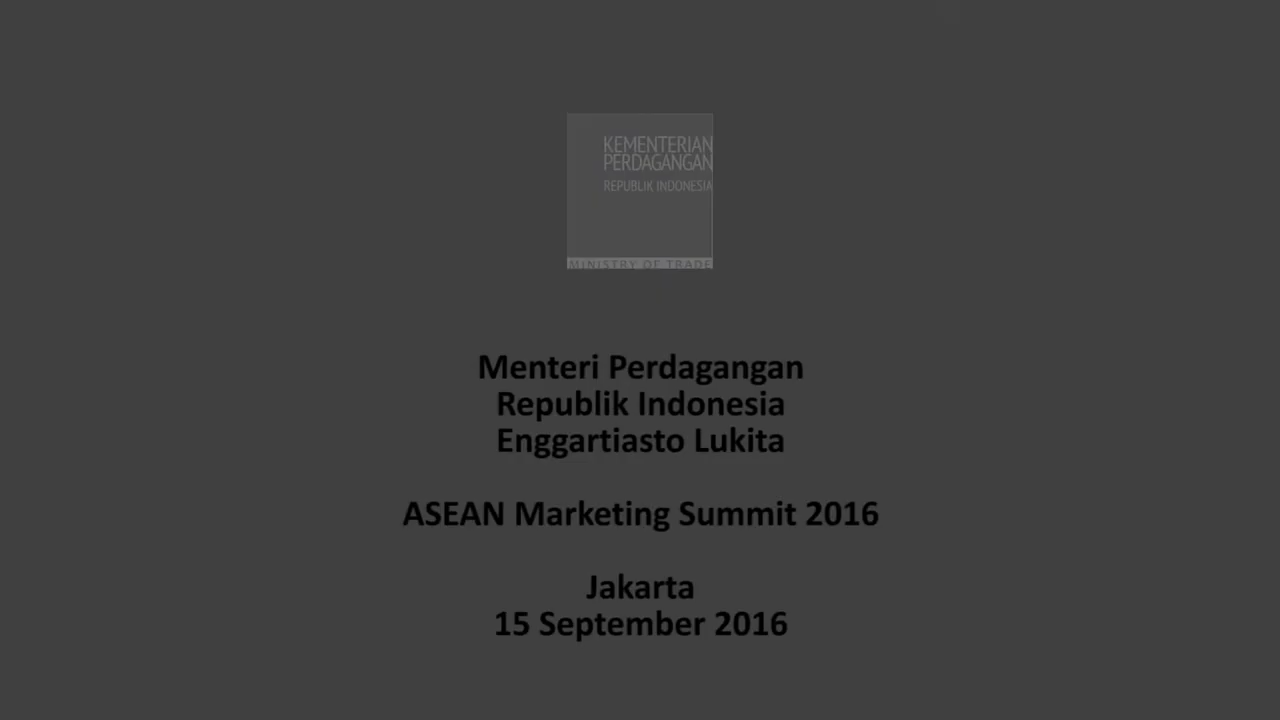 KEMENTERIAN
PERDAGANGAN
REPUBLIK INDONESIA
MINISTRY OF TRADE
Menteri Perdagangan
Republik Indonesia
Enggartiasto Lukita
ASEAN Marketing Summit 2016
Jakarta
15 September 2016